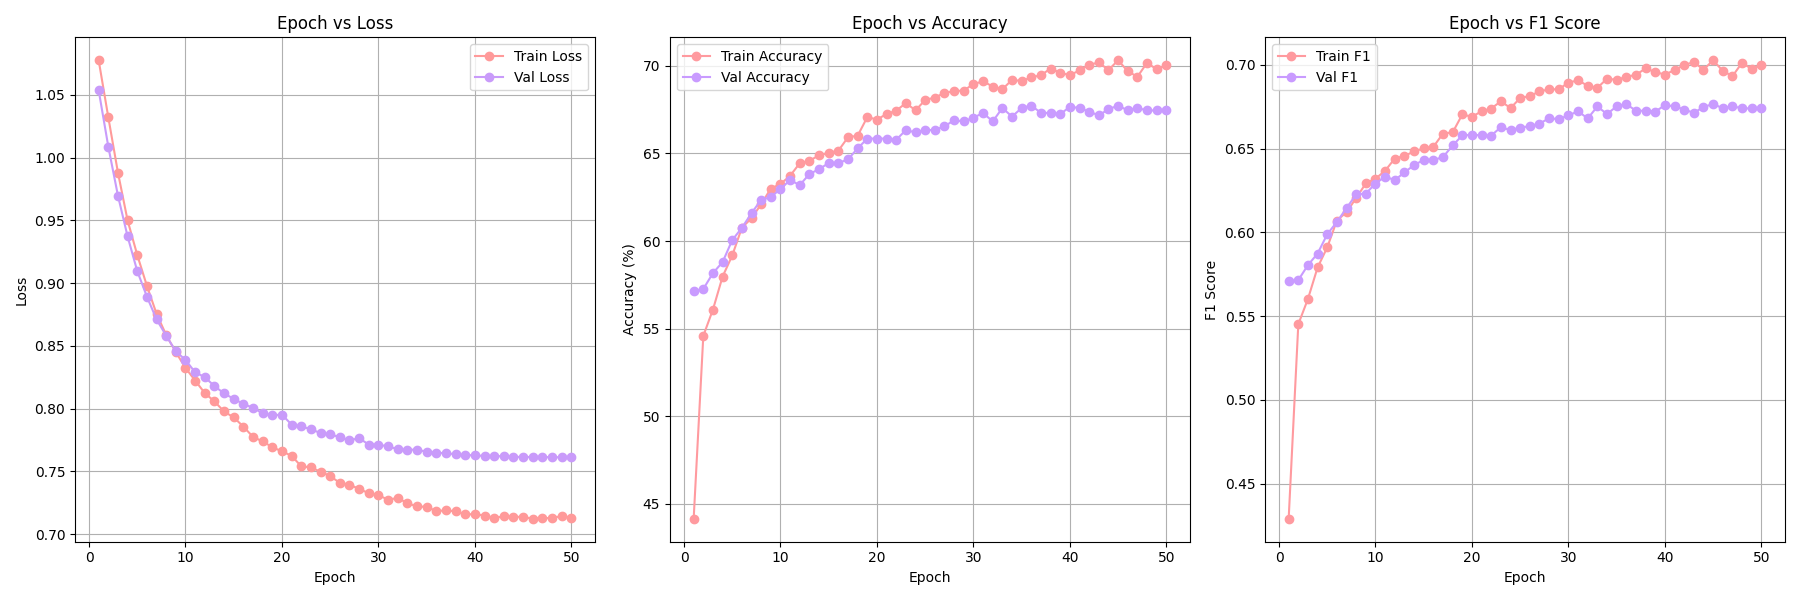 Epoch vs Loss
Train Loss
Val Loss
1.05
1.00
0.95
0.90
0.85
0.80
0.75
0.70
Loss
0 10 20 30 40 50
Epoch
Epoch vs Accuracy
Train Accuracy
Val Accuracy
70
65
60
55
50
45
Accuracy (%)
0 10 20 30 40 50
Epoch
Epoch vs F1 Score
Train F1
Val F1
0.70
0.65
0.60
0.55
0.50
0.45
F1 Score
0 10 20 30 40 50
Epoch